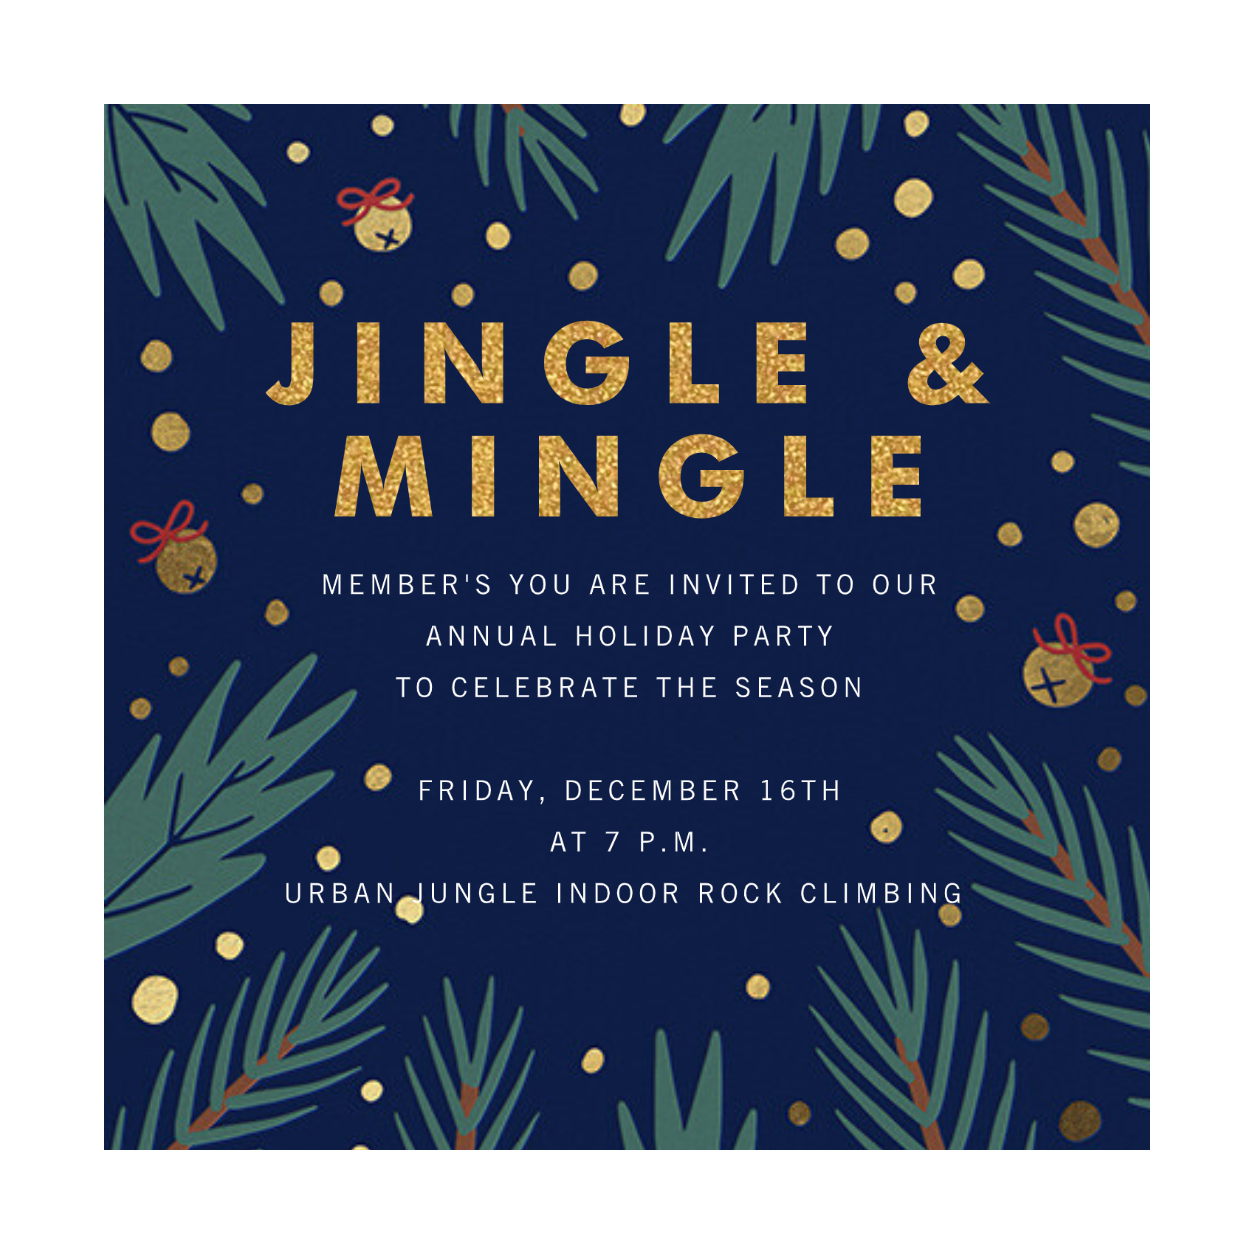 JINGLE &
MINGLE
MEMBER'S YOU ARE INVITED TO OUR
ANNUAL HOLIDAY PARTY
TO CELEBRATE THE SEASON
FRIDAY, DECEMBER 16TH
AT 7 P.M.
URBAN JUNGLE INDOOR ROCK CLIMBING